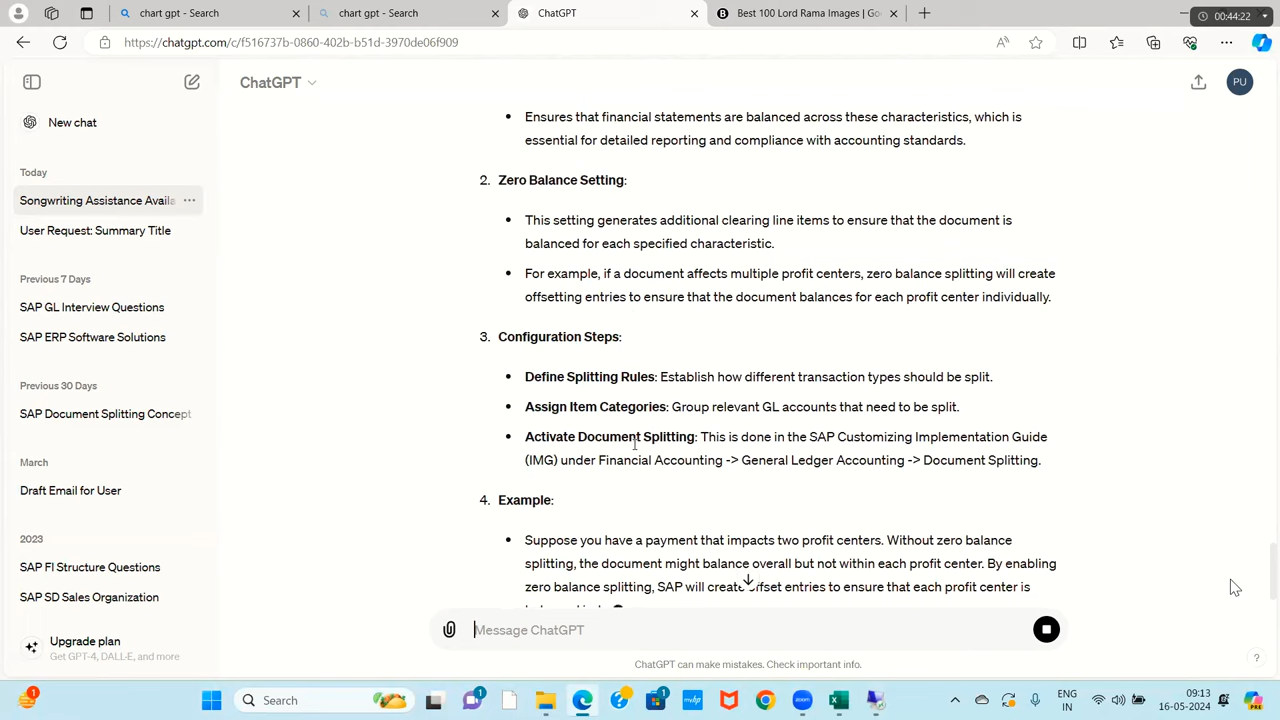 chart gpt - Search
chart gpt - Search
ChatGPT
Best 100 Lord Rama Images | Go
00:44:22
https://chatgpt.com/c/f516737b-0860-402b-b51d-3970de06f909
ChatGPT
PU
New chat
Today
Songwriting Assistance Availa
User Request: Summary Title
Previous 7 Days
SAP GL Interview Questions
SAP ERP Software Solutions
Previous 30 Days
SAP Document Splitting Concept
March
Draft Email for User
2023
SAP FI Structure Questions
SAP SD Sales Organization
Upgrade plan
Get GPT-4, DALL·E, and more
• Ensures that financial statements are balanced across these characteristics, which is
essential for detailed reporting and compliance with accounting standards.
2. Zero Balance Setting:
• This setting generates additional clearing line items to ensure that the document is
balanced for each specified characteristic.
• For example, if a document affects multiple profit centers, zero balance splitting will create
offsetting entries to ensure that the document balances for each profit center individually.
3. Configuration Steps:
• Define Splitting Rules: Establish how different transaction types should be split.
• Assign Item Categories: Group relevant GL accounts that need to be split.
• Activate Document Splitting: This is done in the SAP Customizing Implementation Guide
(IMG) under Financial Accounting -> General Ledger Accounting -> Document Splitting.
4. Example:
• Suppose you have a payment that impacts two profit centers. Without zero balance
splitting, the document might balance overall but not within each profit center. By enabling
zero balance splitting, SAP will create offset entries to ensure that each profit center is
Message ChatGPT
ChatGPT can make mistakes. Check important info.
?
1
Search
1
1
ENG
IN
09:13
16-05-2024